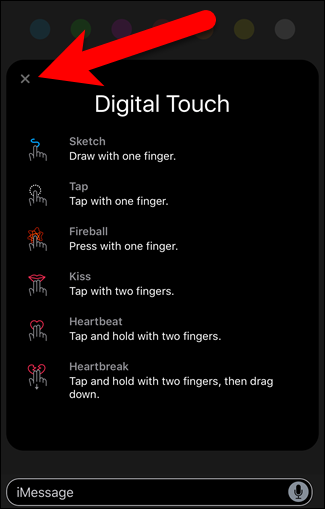 Digital Touch
Sketch
Draw with one finger.
Tap
Tap with one finger.
Fireball
Press with one finger.
Kiss
Tap with two fingers.
Heartbeat
Tap and hold with two fingers.
Heartbreak
Tap and hold with two fingers, then drag
down.
iMessage